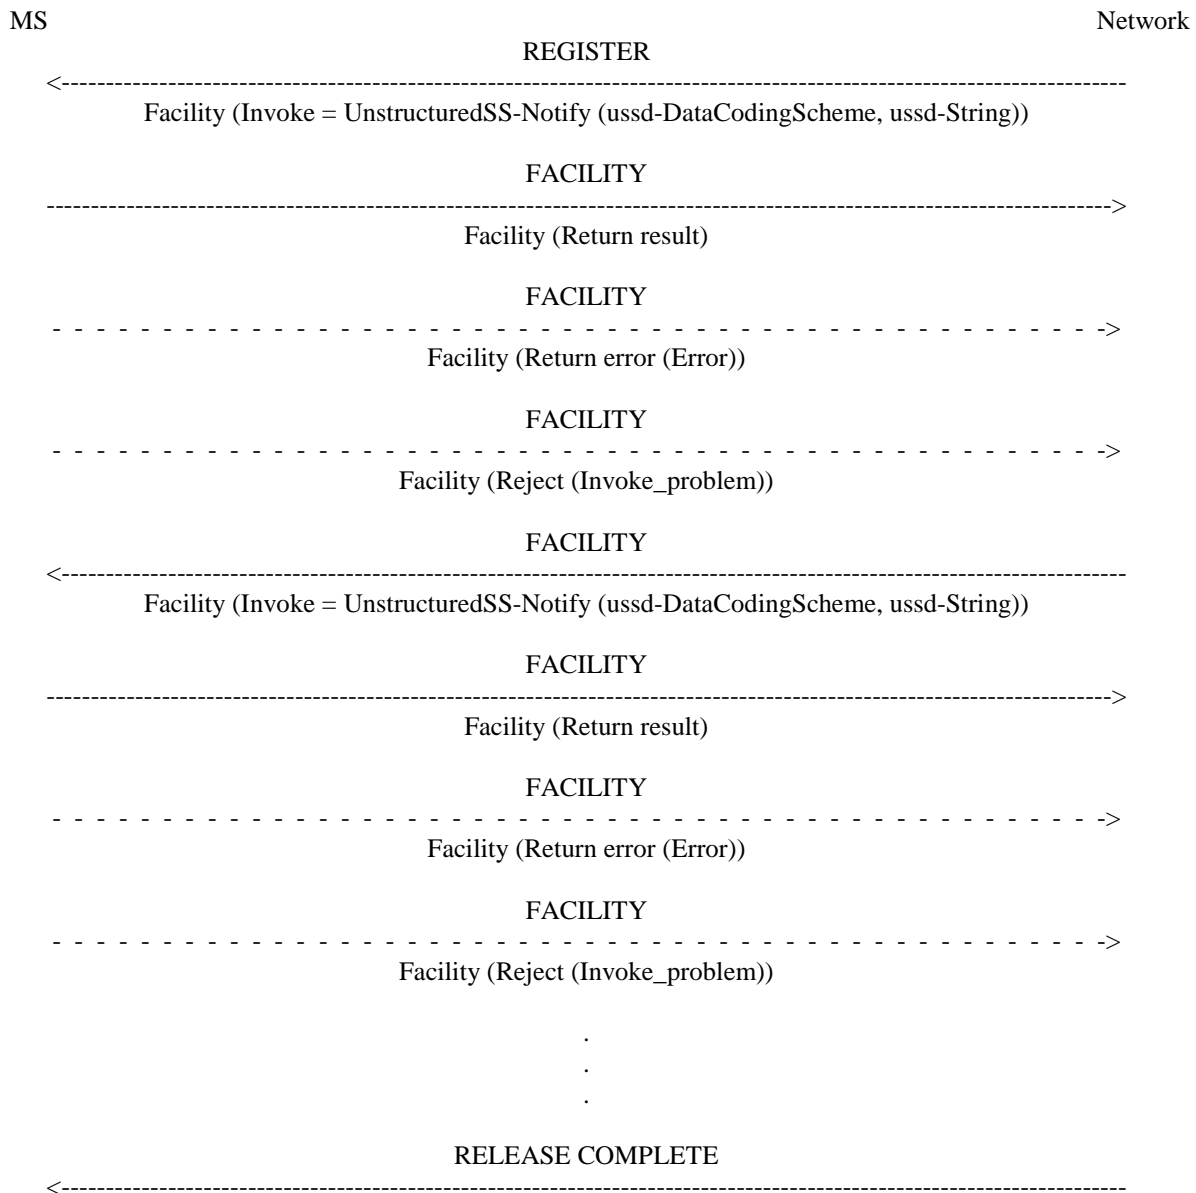 MS Network
REGISTER
<------------------------------------------------------------------------------------------------------------------------
Facility (Invoke = UnstructuredSS-Notify (ussd-DataCodingScheme, ussd-String))
FACILITY
------------------------------------------------------------------------------------------------------------------------>
Facility (Return result)
FACILITY
- - - - - - - - - - - - - - - - - - - - - - - - - - - - - - - - - - - - - - - - - - - - - - - ->
Facility (Return error (Error))
FACILITY
- - - - - - - - - - - - - - - - - - - - - - - - - - - - - - - - - - - - - - - - - - - - - - - ->
Facility (Reject (Invoke_problem))
FACILITY
<------------------------------------------------------------------------------------------------------------------------
Facility (Invoke = UnstructuredSS-Notify (ussd-DataCodingScheme, ussd-String))
FACILITY
------------------------------------------------------------------------------------------------------------------------>
Facility (Return result)
FACILITY
- - - - - - - - - - - - - - - - - - - - - - - - - - - - - - - - - - - - - - - - - - - - - - - ->
Facility (Return error (Error))
FACILITY
- - - - - - - - - - - - - - - - - - - - - - - - - - - - - - - - - - - - - - - - - - - - - - - ->
Facility (Reject (Invoke_problem))
.
.
.
RELEASE COMPLETE
<------------------------------------------------------------------------------------------------------------------------